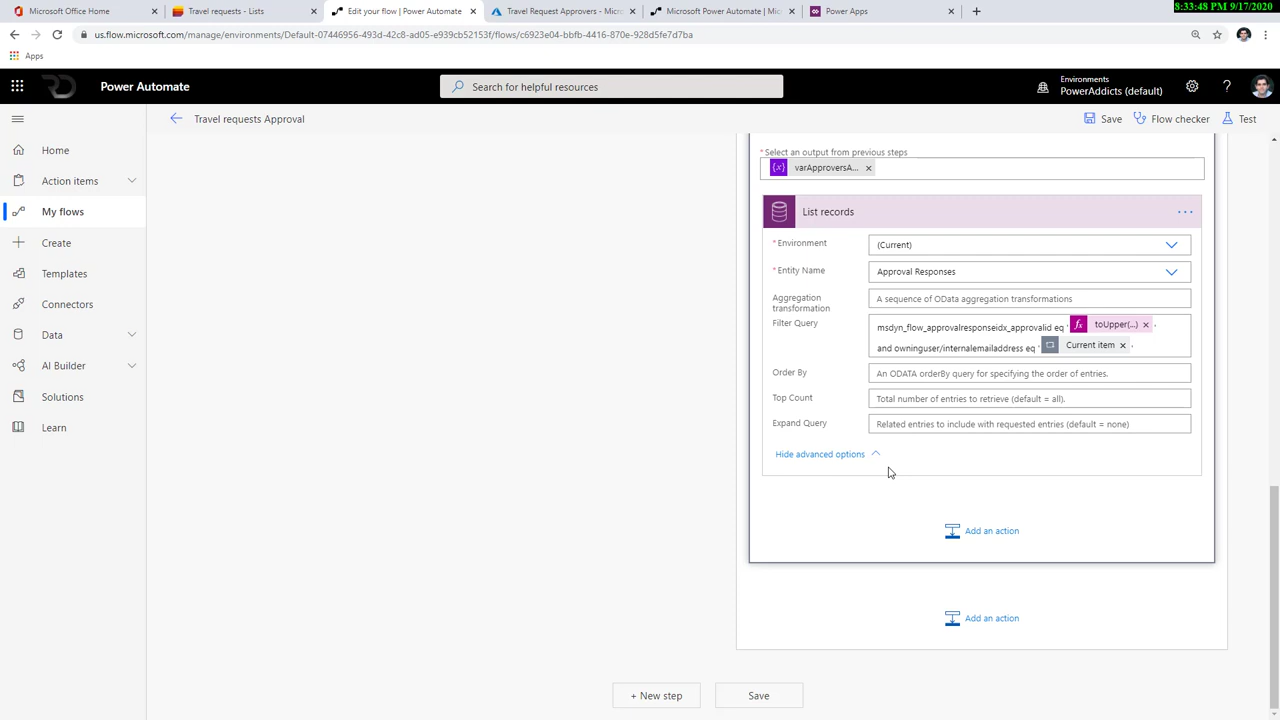 8:33:48 PM 9/17/2020
Microsoft Office Home
Travel requests - Lists
Edit your flow | Power Automate
Travel Request Approvers - Micros
Microsoft Power Automate | Micr
Power Apps
us.flow.microsoft.com/manage/environments/Default-07446956-493d-42c8-ad05-e939cb52153f/flows/c6923e04-bbfb-4416-870e-928d5fe7d7ba
Apps
Power Automate
Search for helpful resources
Environments
PowerAddicts (default)
Travel requests Approval
Save
Flow checker
Test
Home
Action items
My flows
Create
Templates
Connectors
Data
AI Builder
Solutions
Learn
* Select an output from previous steps
{x} varApproversA... ×
List records
* Environment
(Current)
* Entity Name
Approval Responses
Aggregation
transformation
A sequence of OData aggregation transformations
Filter Query
msdyn_flow_approvalresponseidx_approvalid eq ' fx toUpper(...) × '
and owninguser/internalemailaddress eq ' Current item × '
Order By
An ODATA orderBy query for specifying the order of entries.
Top Count
Total number of entries to retrieve (default = all).
Expand Query
Related entries to include with requested entries (default = none)
Hide advanced options
Add an action
Add an action
+ New step
Save